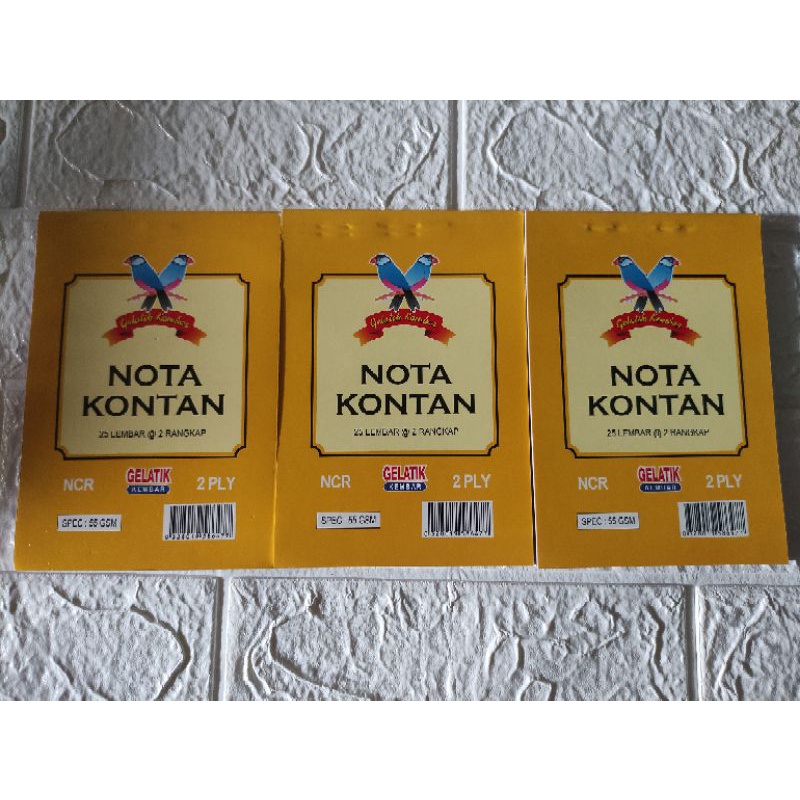 Gelatik Kembar
NOTA
KONTAN
25 LEMBAR @ 2 RANGKAP
NCR
GELATIK
KEMBAR
2 PLY
SPEC : 55 GSM
Gelatik Kembar
NOTA
KONTAN
25 LEMBAR @ 2 RANGKAP
NCR
GELATIK
KEMBAR
2 PLY
SPEC : 55 GSM
Gelatik Kembar
NOTA
KONTAN
25 LEMBAR @ 2 RANGKAP
NCR
GELATIK
KEMBAR
2 PLY
SPEC : 55 GSM